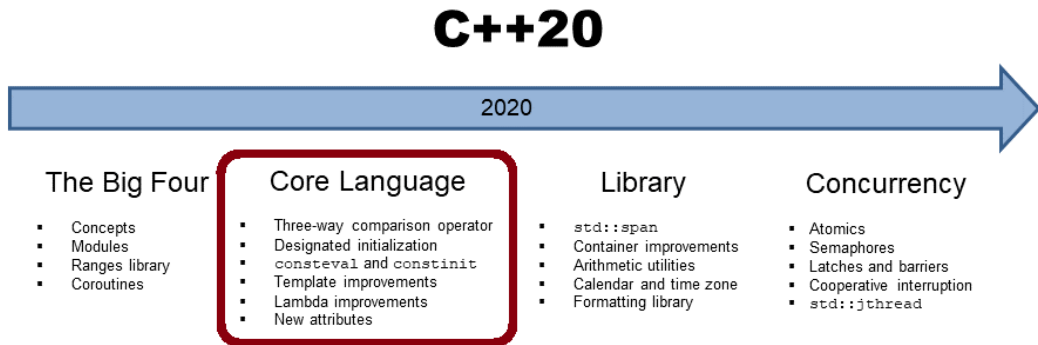 C++20
2020
The Big Four
▪ Concepts
▪ Modules
▪ Ranges library
▪ Coroutines
Core Language
▪ Three-way comparison operator
▪ Designated initialization
▪ consteval and constinit
▪ Template improvements
▪ Lambda improvements
▪ New attributes
Library
▪ std::span
▪ Container improvements
▪ Arithmetic utilities
▪ Calendar and time zone
▪ Formatting library
Concurrency
▪ Atomics
▪ Semaphores
▪ Latches and barriers
▪ Cooperative interruption
▪ std::jthread